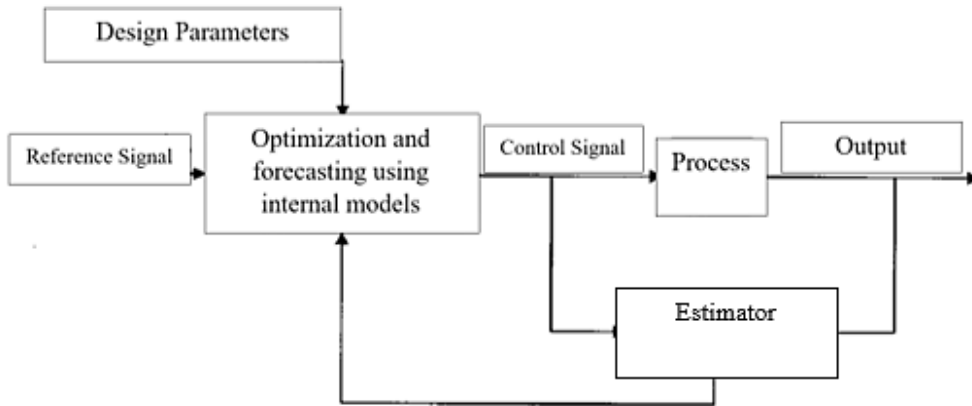 Design Parameters
Reference Signal
Optimization and
forecasting using
internal models
Control Signal
Process
Output
Estimator